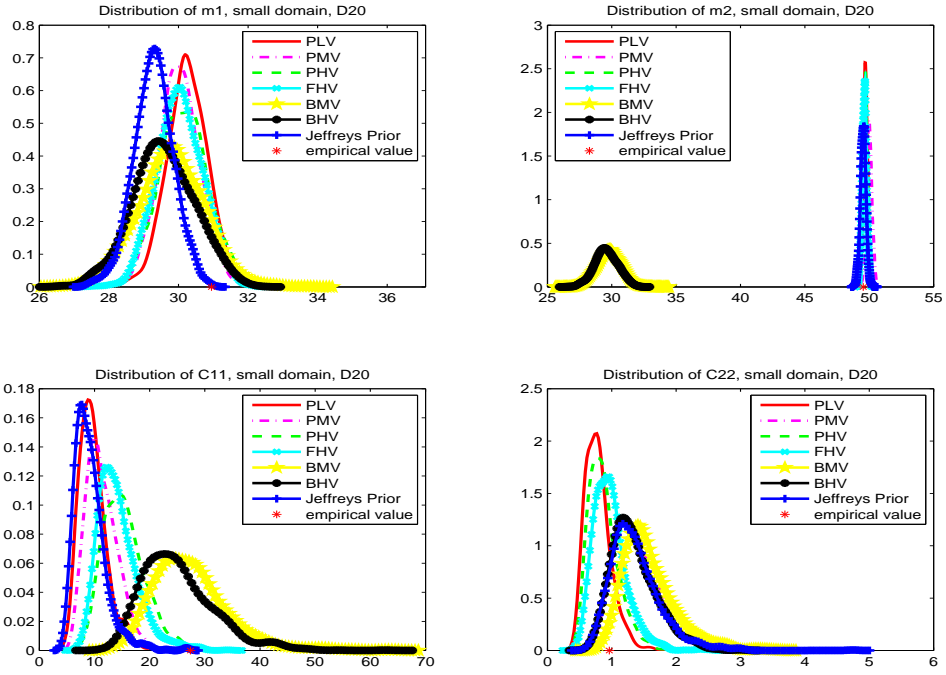 Distribution of m1, small domain, D20
0.8
0.7
0.6
0.5
0.4
0.3
0.2
0.1
0
26 28 30 32 34 36
PLV
PMV
PHV
FHV
BMV
BHV
Jeffreys Prior
empirical value
Distribution of m2, small domain, D20
3
2.5
2
1.5
1
0.5
0
25 30 35 40 45 50 55
PLV
PMV
PHV
FHV
BMV
BHV
Jeffreys Prior
empirical value
Distribution of C11, small domain, D20
0.18
0.16
0.14
0.12
0.1
0.08
0.06
0.04
0.02
0
0 10 20 30 40 50 60 70
PLV
PMV
PHV
FHV
BMV
BHV
Jeffreys Prior
empirical value
Distribution of C22, small domain, D20
2.5
2
1.5
1
0.5
0
0 1 2 3 4 5 6
PLV
PMV
PHV
FHV
BMV
BHV
Jeffreys Prior
empirical value